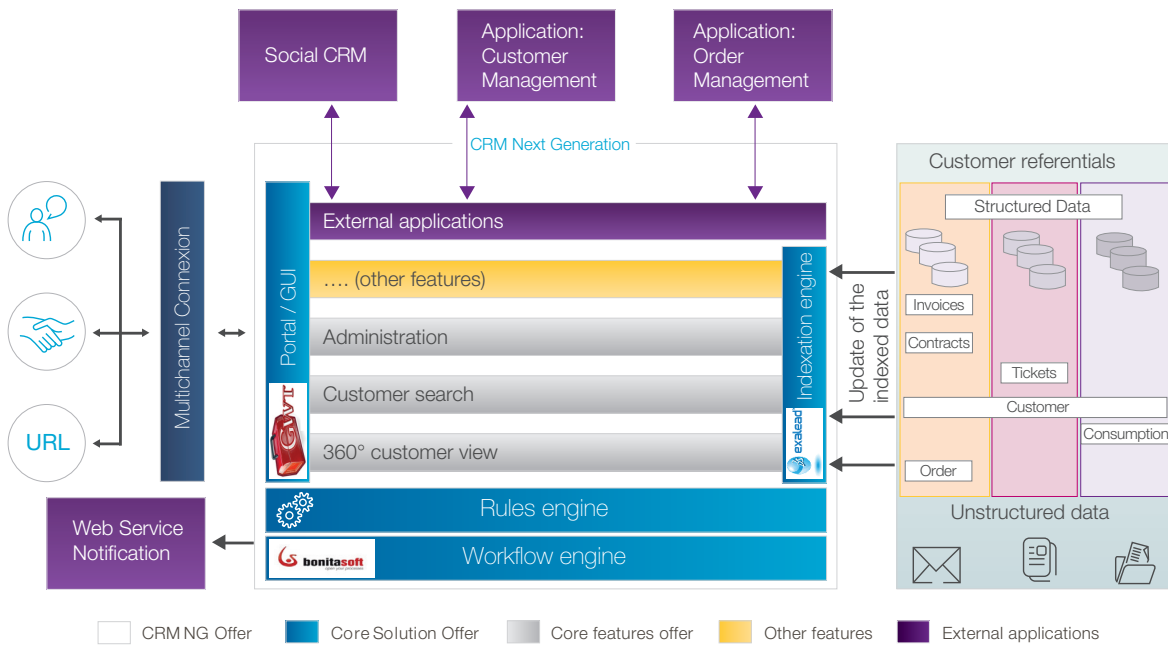 Social CRM
Application:
Customer
Management
Application:
Order
Management
CRM Next Generation
Customer referentials
Structured Data
Multichannel Connexion
URL
Portal / GUI
GWT
External applications
…. (other features)
Administration
Customer search
360° customer view
Indexation engine
exalead
Update of the
indexed data
Invoices
Contracts
Tickets
Customer
Consumption
Order
Unstructured data
Rules engine
Workflow engine
bonitasoft
Web Service
Notification
CRM NG Offer
Core Solution Offer
Core features offer
Other features
External applications